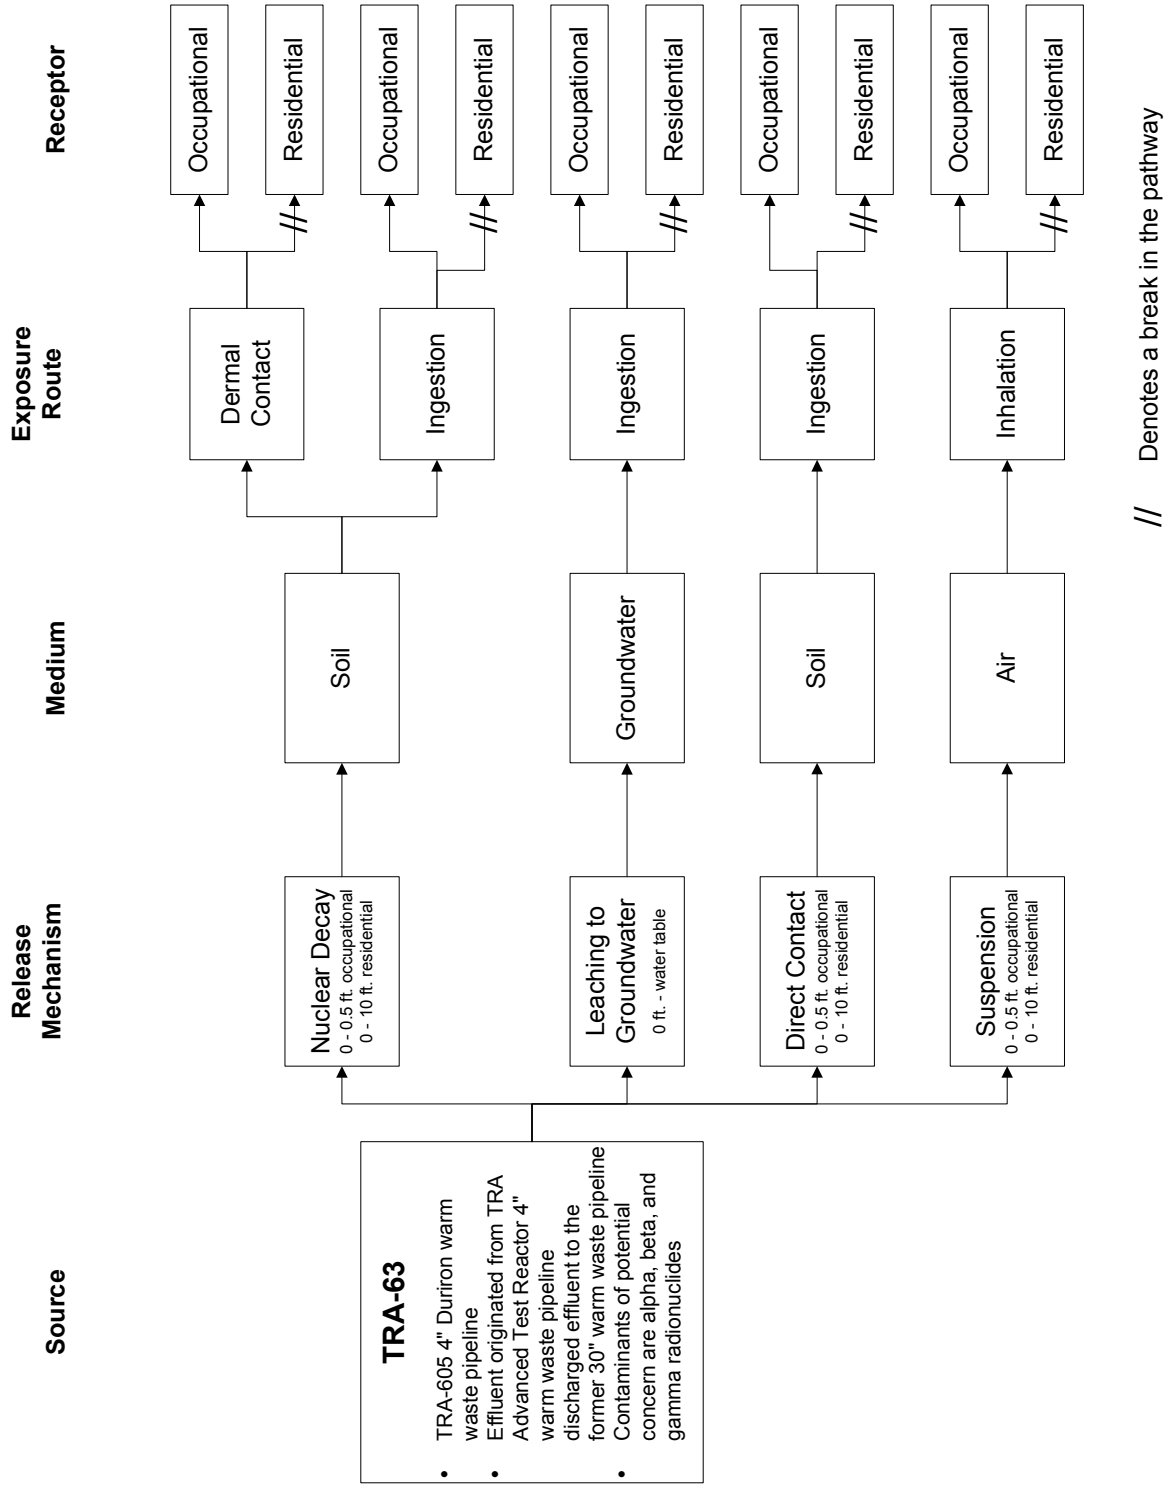 Source
Release
Mechanism
Medium
Exposure
Route
Receptor
TRA-63
• TRA-605 4" Duriron warm
waste pipeline
• Effluent originated from TRA
Advanced Test Reactor 4"
warm waste pipeline
discharged effluent to the
former 30" warm waste pipeline
• Contaminants of potential
concern are alpha, beta, and
gamma radionuclides
Nuclear Decay
0 - 0.5 ft. occupational
0 - 10 ft. residential
Soil
Dermal
Contact
Occupational
Residential
//
Ingestion
Occupational
Residential
//
Leaching to
Groundwater
0 ft. - water table
Groundwater
Ingestion
Occupational
Residential
//
Direct Contact
0 - 0.5 ft. occupational
0 - 10 ft. residential
Soil
Ingestion
Occupational
Residential
//
Suspension
0 - 0.5 ft. occupational
0 - 10 ft. residential
Air
Inhalation
Occupational
Residential
//
// Denotes a break in the pathway